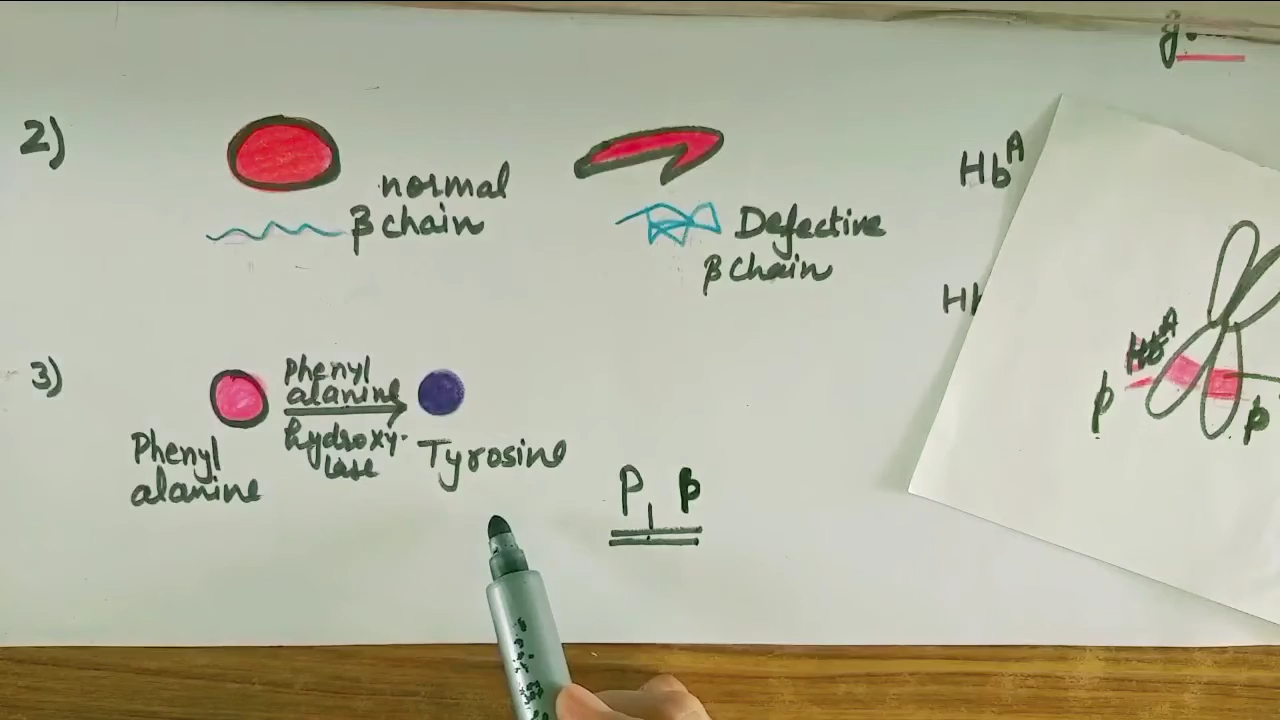 2)
normal
β chain
Defective
β chain
Hb^A
3)
Phenyl
alanine
Phenyl
alanine
hydroxy-
lase
Tyrosine
P, p
Hb^A
p
p